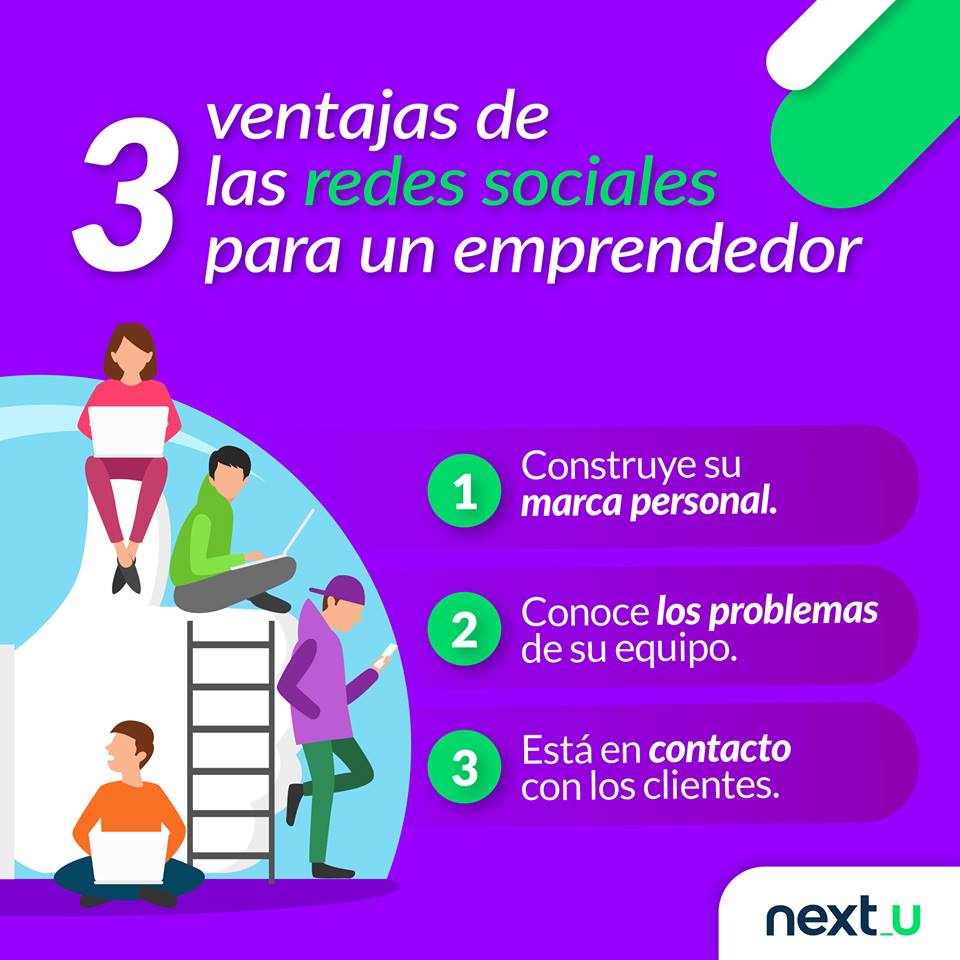 3
ventajas de
las redes sociales
para un emprendedor
1
Construye su
marca personal.
2
Conoce los problemas
de su equipo.
3
Está en contacto
con los clientes.
next_u